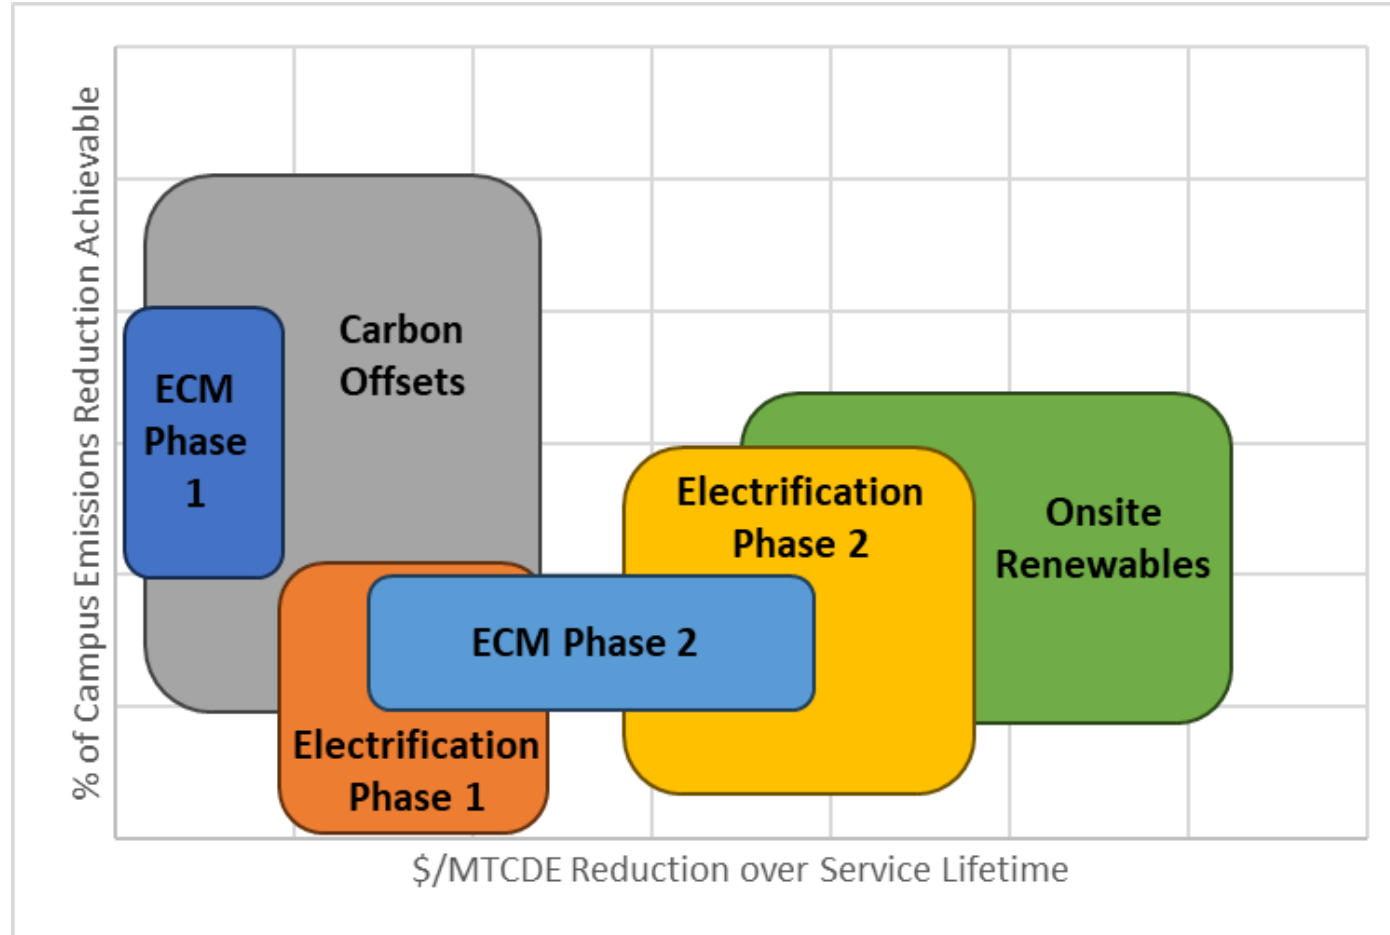 % of Campus Emissions Reduction Achievable
Carbon
Offsets
ECM
Phase
1
Electrification
Phase 2
Onsite
Renewables
ECM Phase 2
Electrification
Phase 1
$/MTCDE Reduction over Service Lifetime